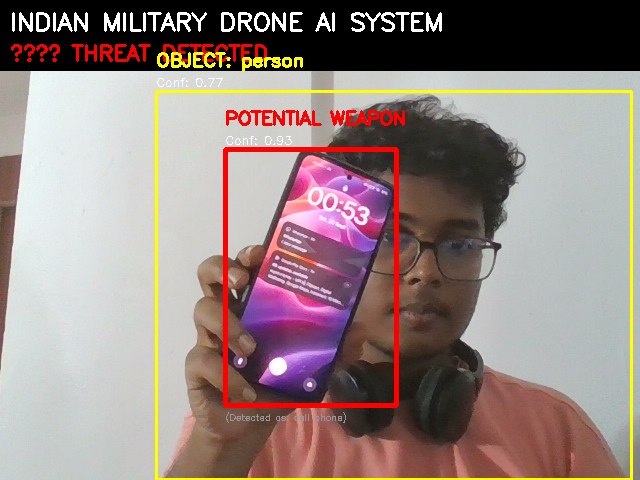 INDIAN MILITARY DRONE AI SYSTEM
???? THREAT DETECTED
OBJECT: person
Conf: 0.77
POTENTIAL WEAPON
Conf: 0.93
00:53
(Detected as: cell phone)